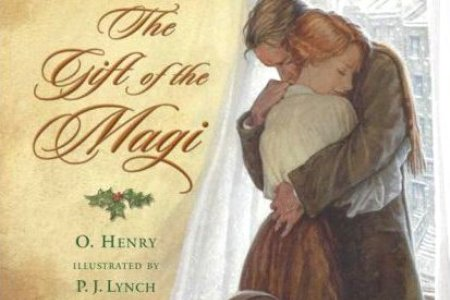 The
Gift of the
Magi
O. HENRY
ILLUSTRATED BY
P. J. LYNCH